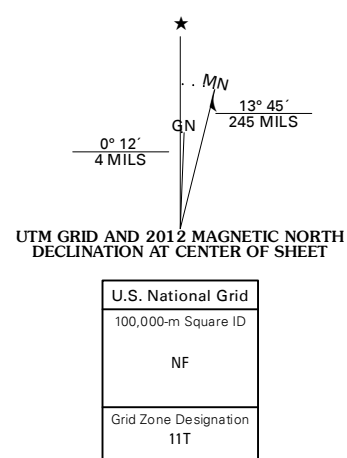 ★
MN
13° 45´
245 MILS
GN
0° 12´
4 MILS
UTM GRID AND 2012 MAGNETIC NORTH
DECLINATION AT CENTER OF SHEET
U.S. National Grid
100,000-m Square ID
NF
Grid Zone Designation
11T